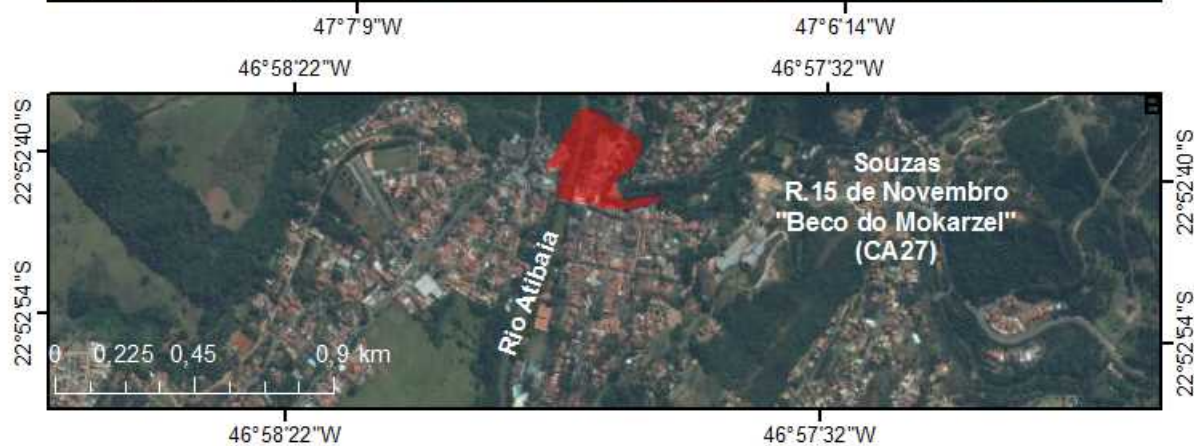 47°7'9"W 47°6'14"W
46°58'22"W 46°57'32"W
B
22°52'40"S
22°52'40"S
Souzas
R.15 de Novembro
"Beco do Mokarzel"
(CA27)
Rio Atibaia
22°52'54"S
22°52'54"S
0 0,225 0,45 0,9 km
46°58'22"W 46°57'32"W